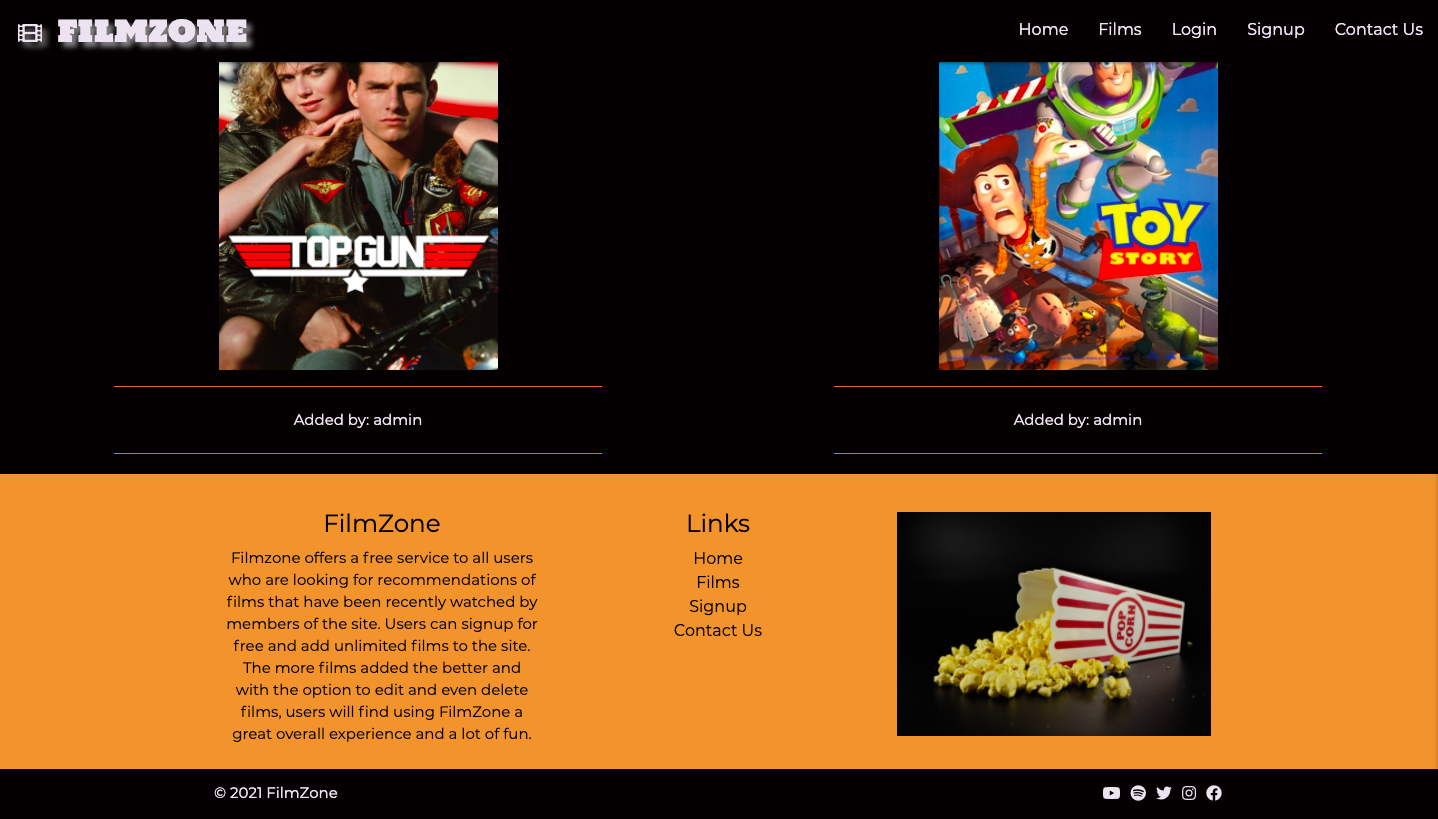 FILMZONE
Home Films Login Signup Contact Us
TOP GUN
TOY
STORY
Added by: admin
Added by: admin
FilmZone
Filmzone offers a free service to all users
who are looking for recommendations of
films that have been recently watched by
members of the site. Users can signup for
free and add unlimited films to the site.
The more films added the better and
with the option to edit and even delete
films, users will find using FilmZone a
great overall experience and a lot of fun.
Links
Home
Films
Signup
Contact Us
POP
CORN
© 2021 FilmZone